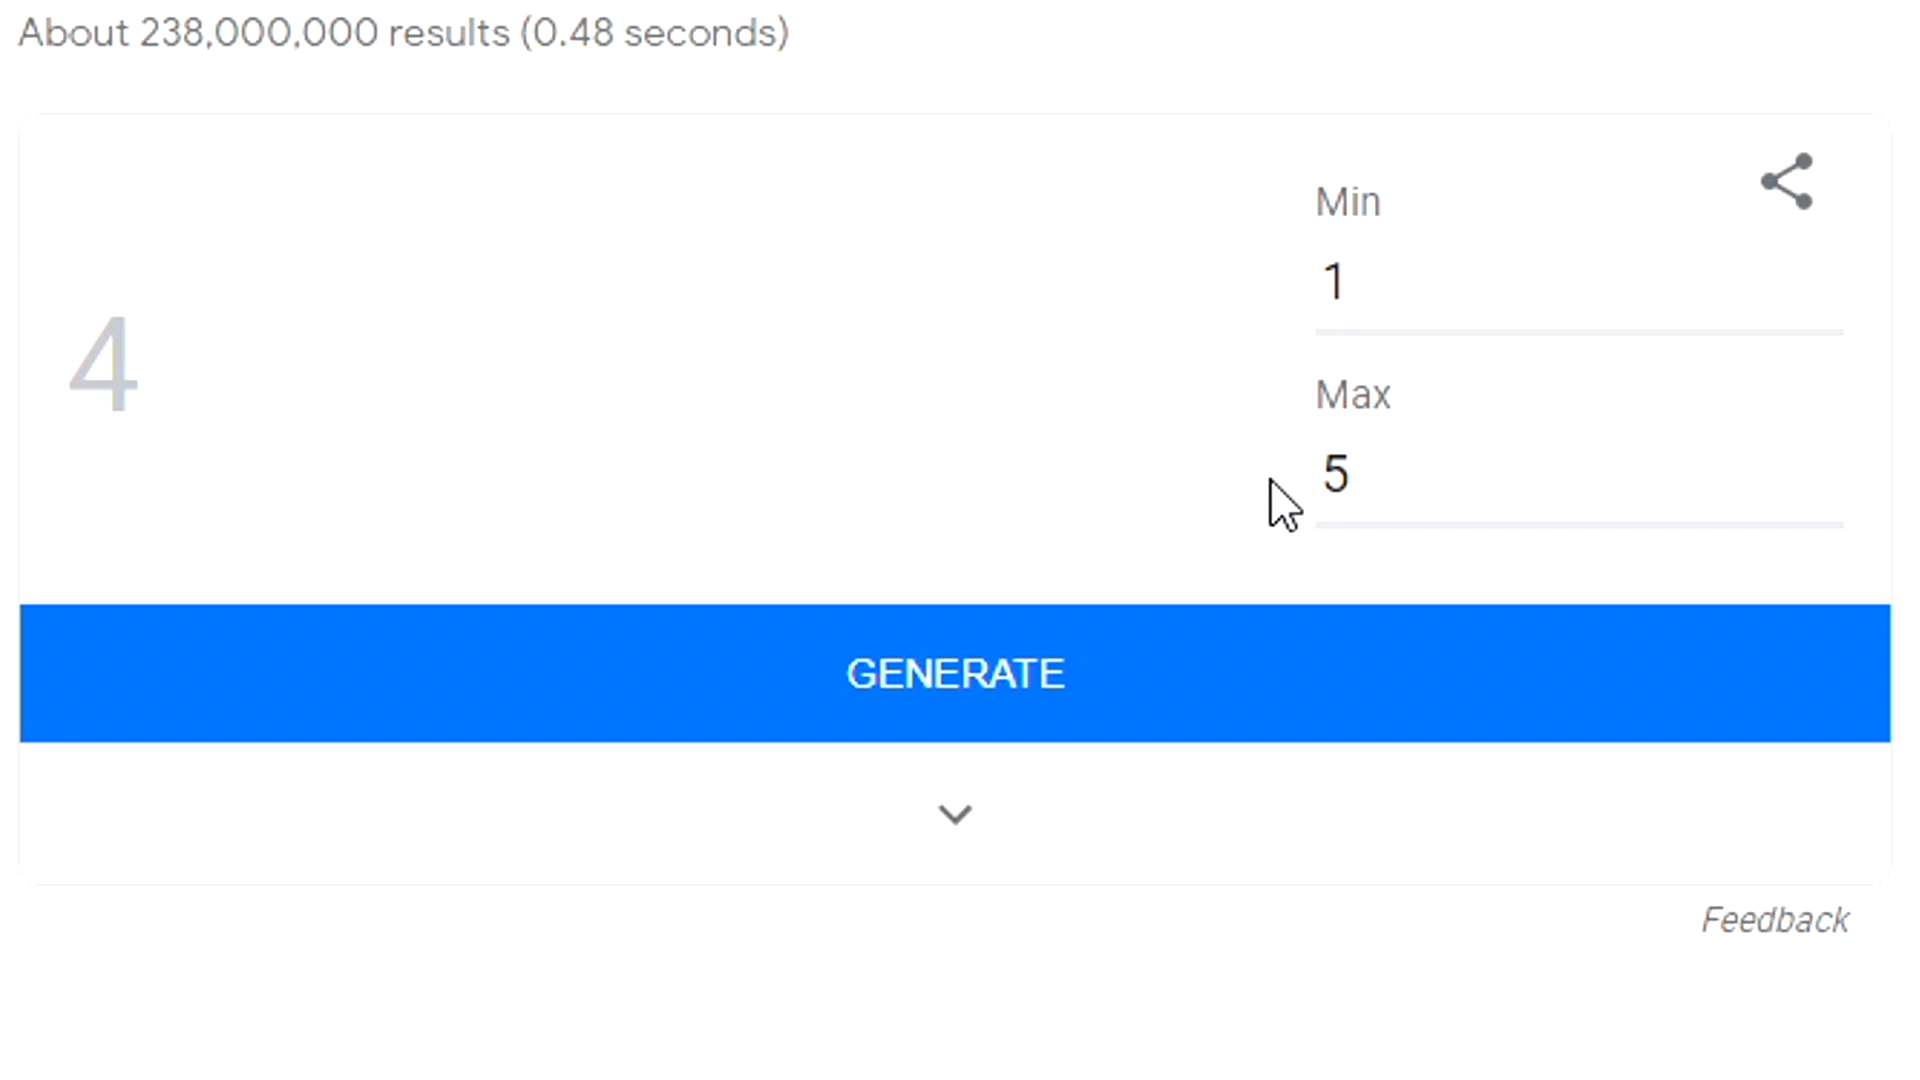 About 238,000,000 results (0.48 seconds)
Min
1
4
Max
5
GENERATE
Feedback